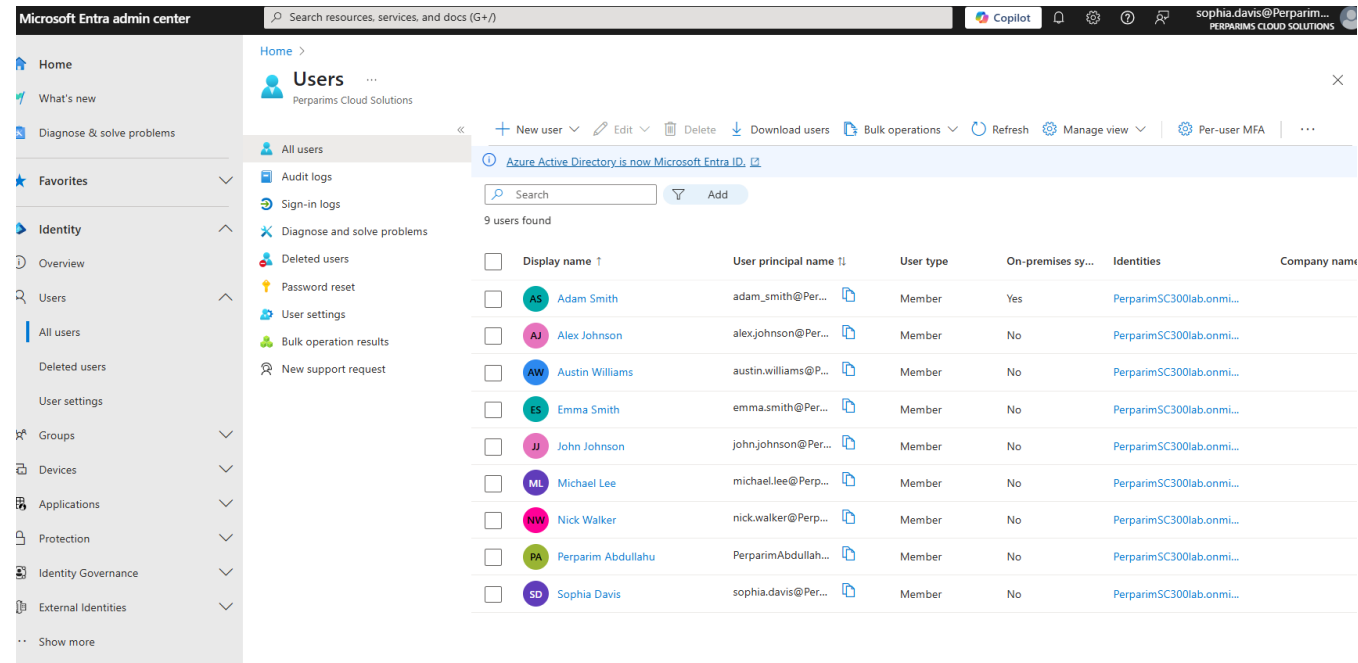 Microsoft Entra admin center
Search resources, services, and docs (G+/)
Copilot
sophia.davis@Perparim...
PERPARIMS CLOUD SOLUTIONS
Home
What's new
Diagnose & solve problems
Favorites
Identity
Overview
Users
All users
Deleted users
User settings
Groups
Devices
Applications
Protection
Identity Governance
External Identities
Show more
Home >
Users ...
Perparims Cloud Solutions
«
All users
Audit logs
Sign-in logs
Diagnose and solve problems
Deleted users
Password reset
User settings
Bulk operation results
New support request
New user Edit Delete Download users Bulk operations Refresh Manage view Per-user MFA ...
Azure Active Directory is now Microsoft Entra ID.
Search Add
9 users found
Display name ↑ User principal name ↑↓ User type On-premises sy... Identities Company name
AS Adam Smith adam_smith@Per... Member Yes PerparimSC300lab.onmi...
AJ Alex Johnson alex.johnson@Per... Member No PerparimSC300lab.onmi...
AW Austin Williams austin.williams@P... Member No PerparimSC300lab.onmi...
ES Emma Smith emma.smith@Per... Member No PerparimSC300lab.onmi...
JJ John Johnson john.johnson@Per... Member No PerparimSC300lab.onmi...
ML Michael Lee michael.lee@Perp... Member No PerparimSC300lab.onmi...
NW Nick Walker nick.walker@Perp... Member No PerparimSC300lab.onmi...
PA Perparim Abdullahu PerparimAbdullah... Member No PerparimSC300lab.onmi...
SD Sophia Davis sophia.davis@Per... Member No PerparimSC300lab.onmi...